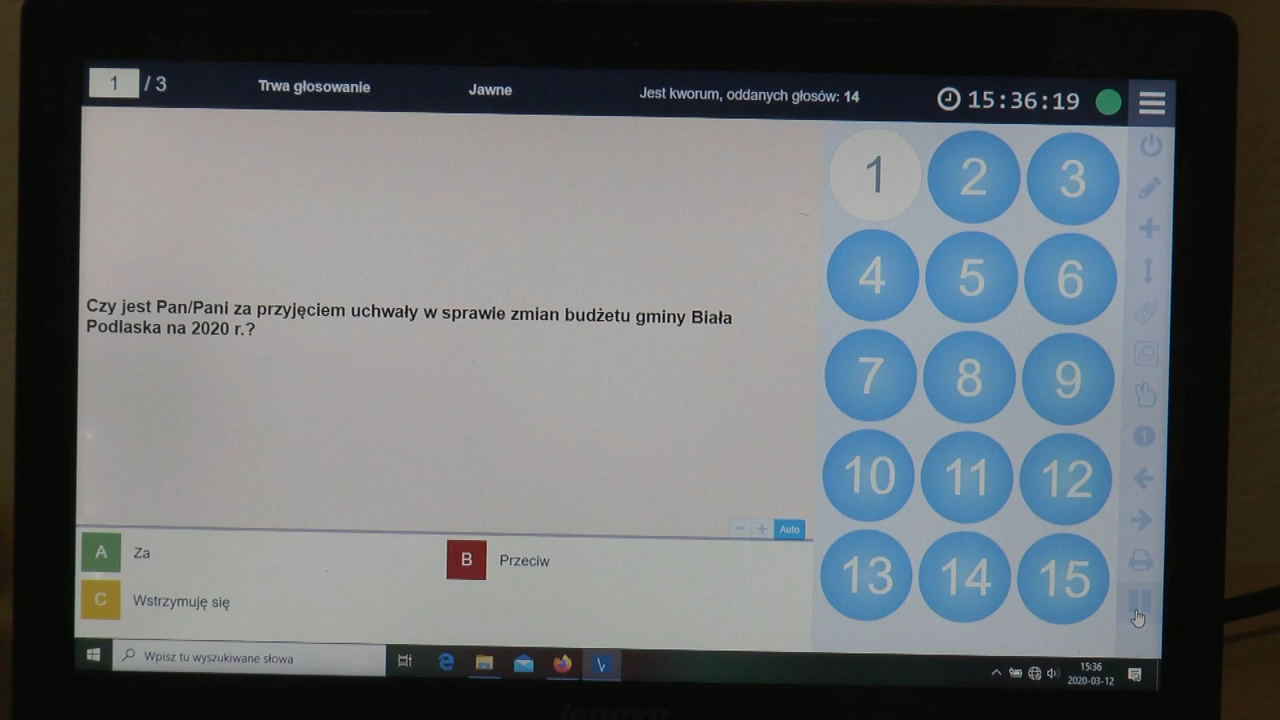 1 / 3 Trwa głosowanie Jawne Jest kworum, oddanych głosów: 14 15:36:19
1 2 3
4 5 6
7 8 9
10 11 12
13 14 15
Czy jest Pan/Pani za przyjęciem uchwały w sprawie zmian budżetu gminy Biała
Podlaska na 2020 r.?
1
− + Auto
A Za B Przeciw
C Wstrzymuję się
Wpisz tu wyszukiwane słowa
15:36
2020-03-12